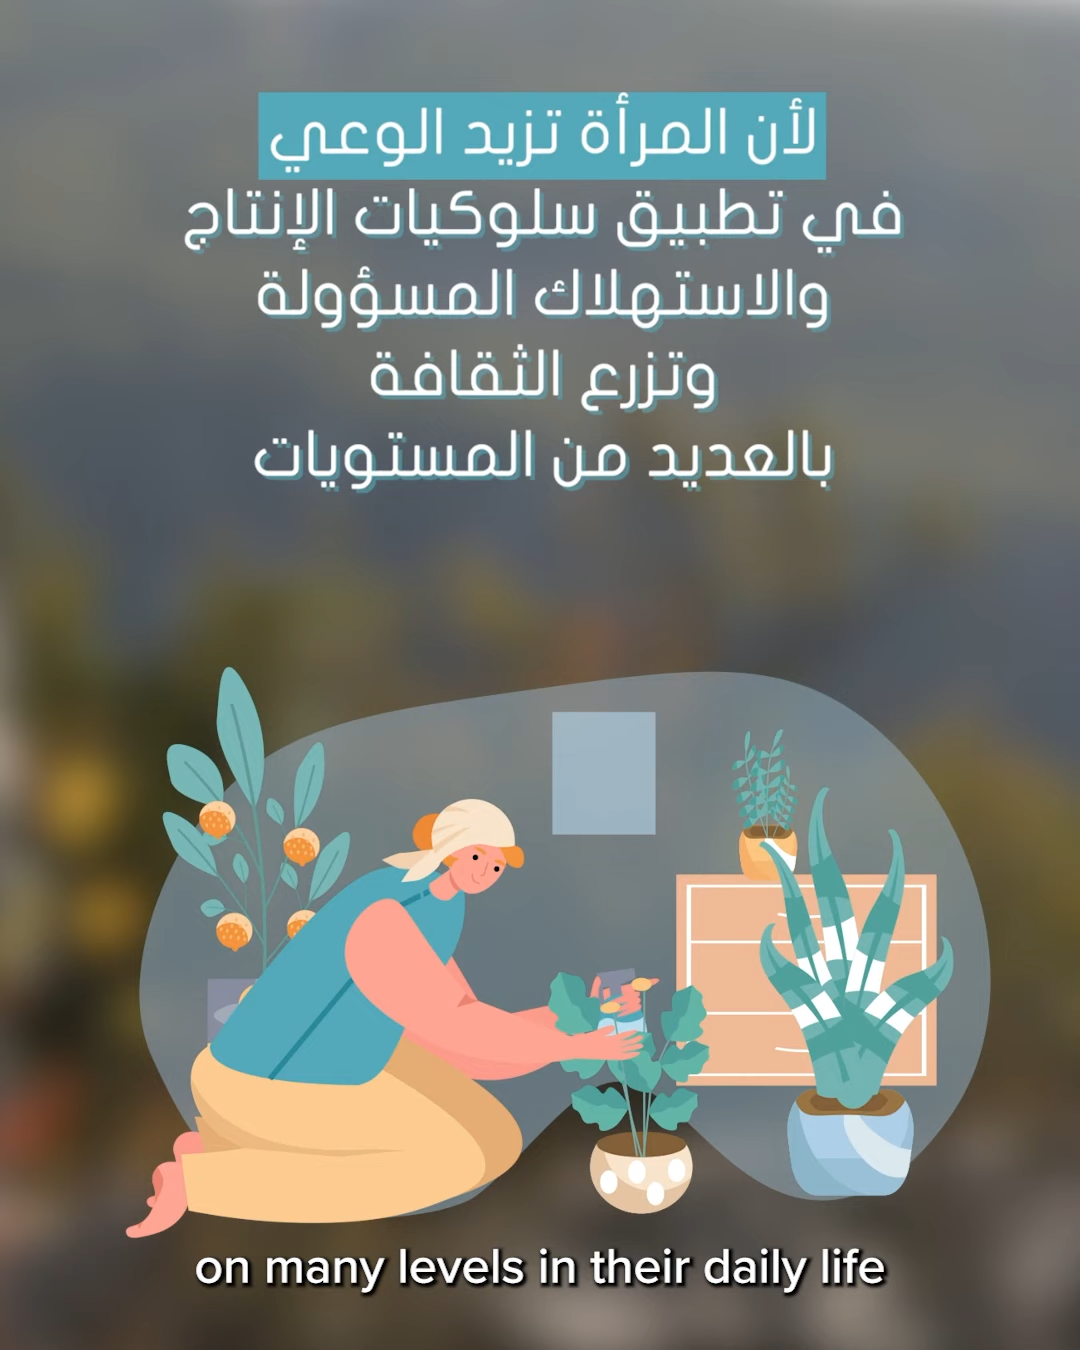 لأن المرأة تزيد الوعي
في تطبيق سلوكيات الإنتاج
والاستهلاك المسؤولة
وتزرع الثقافة
بالعديد من المستويات
on many levels in their daily life